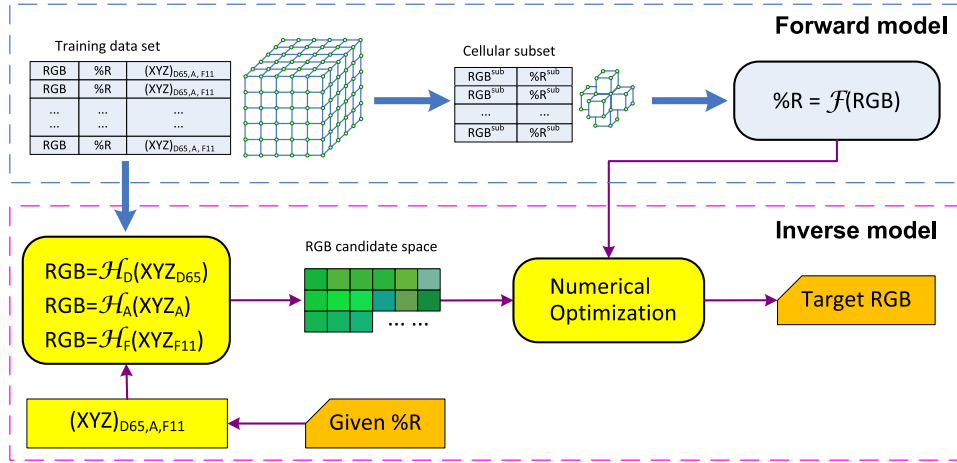 Forward model
Training data set
RGB %R (XYZ)D65,A, F11
RGB %R (XYZ)D65,A, F11
... ... ...
... ... ...
RGB %R (XYZ)D65,A, F11
Cellular subset
RGBsub %Rsub
RGBsub %Rsub
... ...
RGBsub %Rsub
%R = ℱ(RGB)
Inverse model
RGB=ℋD(XYZD65)
RGB=ℋA(XYZA)
RGB=ℋF(XYZF11)
RGB candidate space
... ...
Numerical
Optimization
Target RGB
(XYZ)D65,A,F11
Given %R